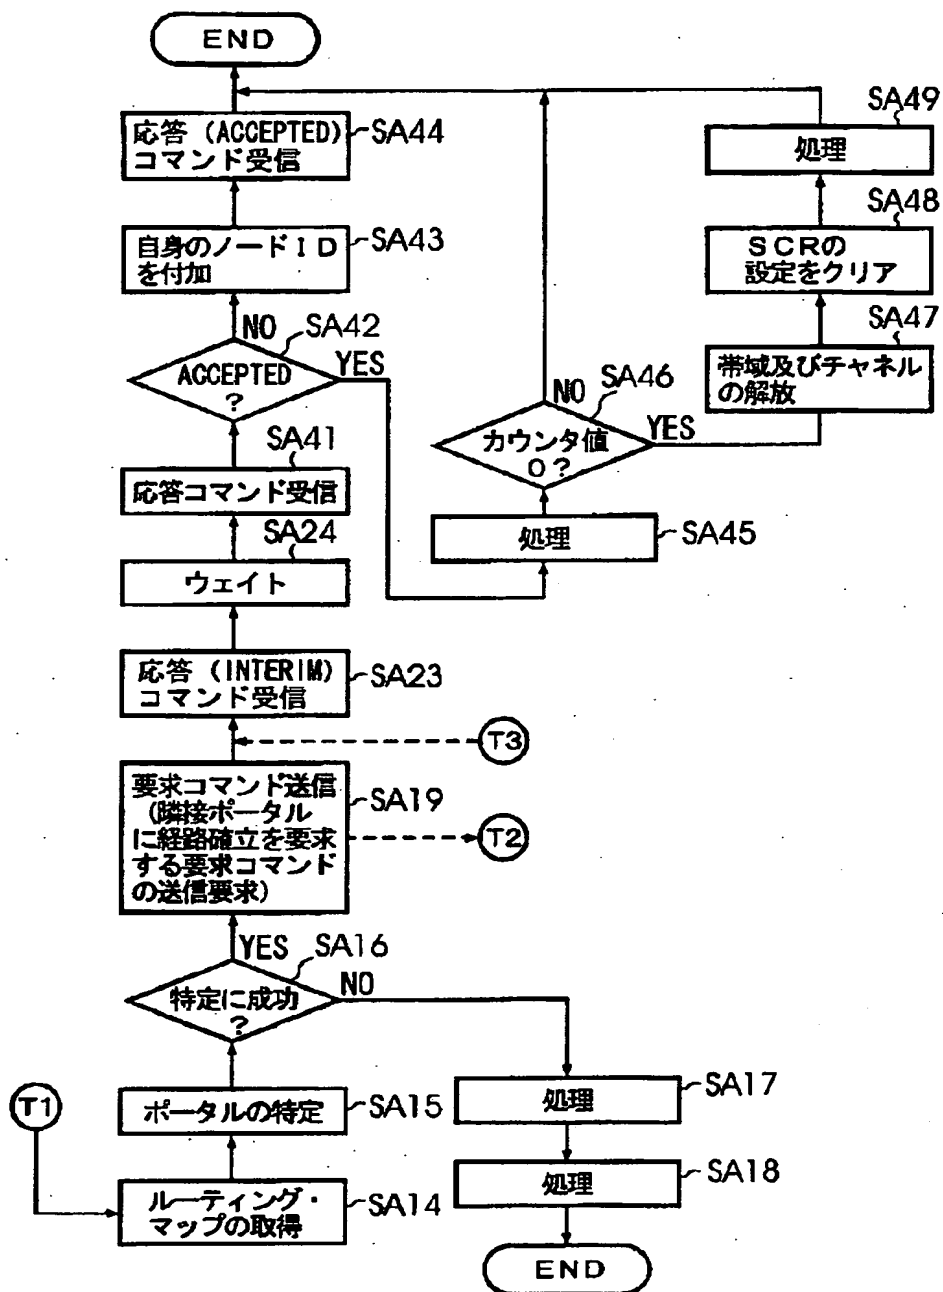 END
応答 (ACCEPTED)
コマンド受信
SA44
自身のノードID
を付加
SA43
NO
SA42
ACCEPTED
?
YES
SA41
応答コマンド受信
SA24
ウェイト
応答 (INTERIM)
コマンド受信
SA23
T3
要求コマンド送信
(隣接ポータル
に経路確立を要求
する要求コマンド
の送信要求)
SA19
T2
YES
SA16
特定に成功
?
NO
T1
ポータルの特定
SA15
ルーティング・
マップの取得
SA14
SA49
処理
SA48
SCRの
設定をクリア
SA47
帯域及びチャネル
の解放
NO
SA46
カウンタ値
0?
YES
処理
SA45
処理
SA17
処理
SA18
END